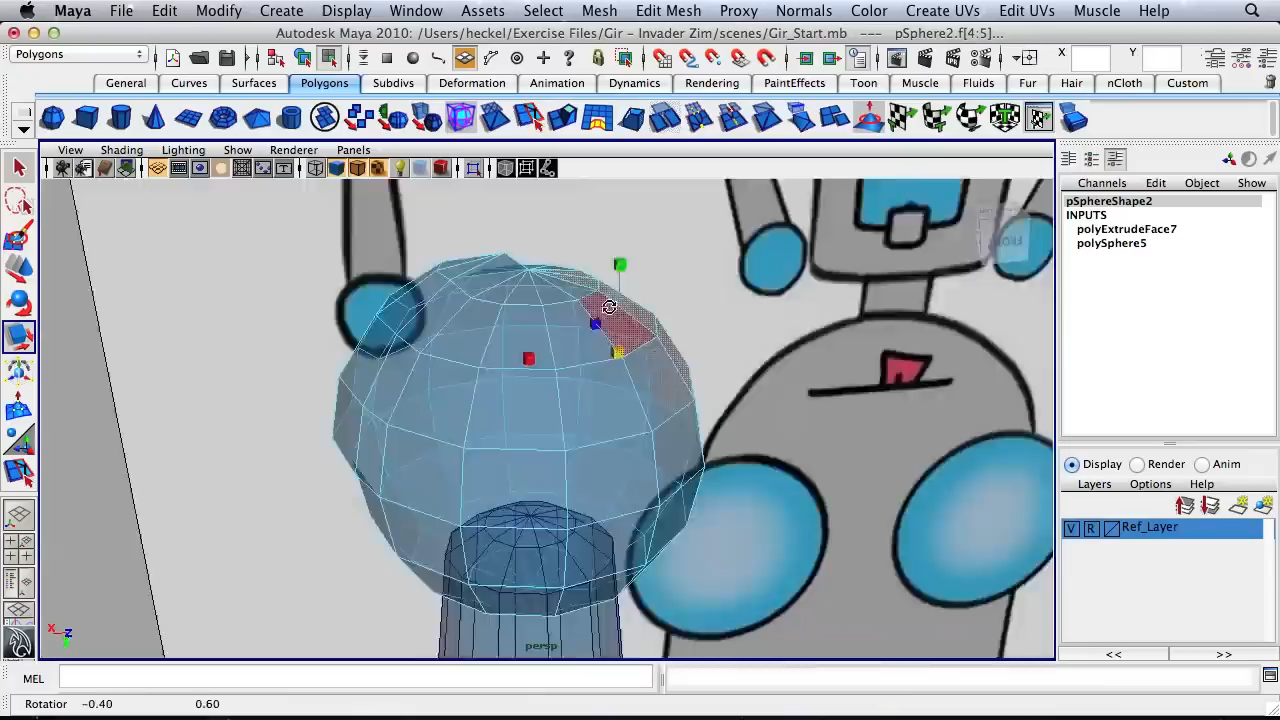 Maya File Edit Modify Create Display Window Assets Select Mesh Edit Mesh Proxy Normals Color Create UVs Edit UVs Muscle Help
Autodesk Maya 2010: /Users/heckel/Exercise Files/Gir – Invader Zim/scenes/Gir_Start.mb --- pSphere2.f[4:5]...
Polygons X: Y:
General Curves Surfaces Polygons Subdivs Deformation Animation Dynamics Rendering PaintEffects Toon Muscle Fluids Fur Hair nCloth Custom
View Shading Lighting Show Renderer Panels
Channels Edit Object Show
pSphereShape2
INPUTS
polyExtrudeFace7
polySphere5
FRONT
Display Render Anim
Layers Options Help
V R Ref_Layer
x z
persp
<< >>
MEL
Rotation -0.40 0.60